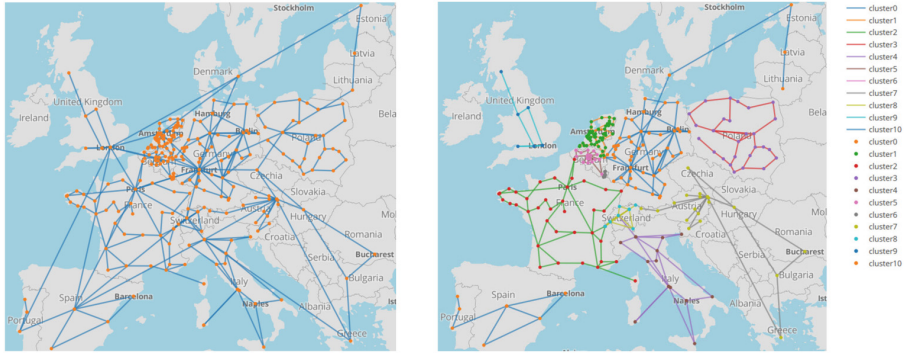 Stockholm
Estonia
Latvia
Denmark
Lithuania
United Kingdom
Ireland
Hamburg
Amsterdam
Berlin
Poland
London
Germany
Frankfurt
Czechia
Paris
Slovakia
France
Austria
Switzerland
Hungary
Romania
Croatia
Serbia
Bucharest
Bulgaria
Italy
Spain
Barcelona
Naples
Albania
Portugal
Greece
Stockholm
Estonia
Latvia
Denmark
Lithuania
United Kingdom
Ireland
Hamburg
Amsterdam
Berlin
Poland
London
Germany
Frankfurt
Czechia
Paris
Slovakia
France
Austria
Switzerland
Hungary
Romania
Croatia
Serbia
Bucharest
Bulgaria
Italy
Spain
Barcelona
Naples
Albania
Portugal
Greece
cluster0
cluster1
cluster2
cluster3
cluster4
cluster5
cluster6
cluster7
cluster8
cluster9
cluster10
cluster0
cluster1
cluster2
cluster3
cluster4
cluster5
cluster6
cluster7
cluster8
cluster9
cluster10